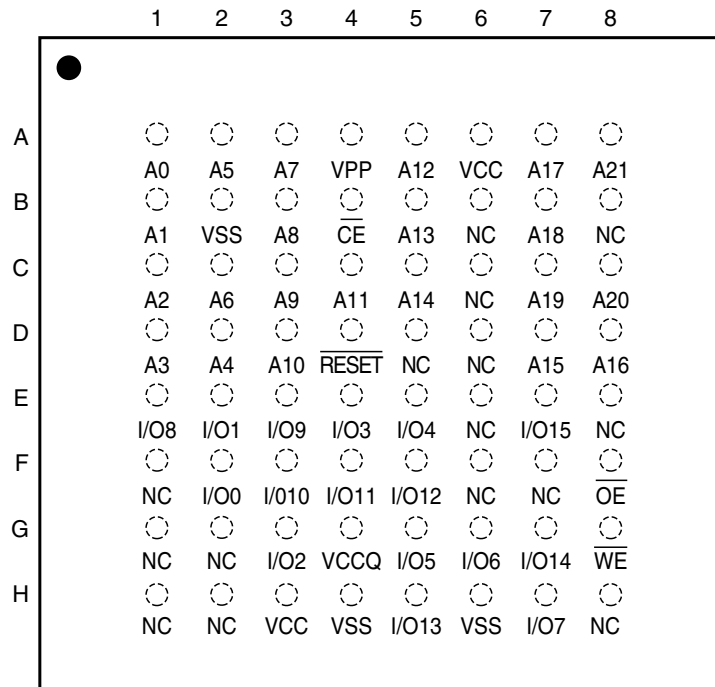 1 2 3 4 5 6 7 8
A
A0 A5 A7 VPP A12 VCC A17 A21
B
A1 VSS A8 CE A13 NC A18 NC
C
A2 A6 A9 A11 A14 NC A19 A20
D
A3 A4 A10 RESET NC NC A15 A16
E
I/O8 I/O1 I/O9 I/O3 I/O4 NC I/O15 NC
F
NC I/O0 I/010 I/O11 I/O12 NC NC OE
G
NC NC I/O2 VCCQ I/O5 I/O6 I/O14 WE
H
NC NC VCC VSS I/O13 VSS I/O7 NC